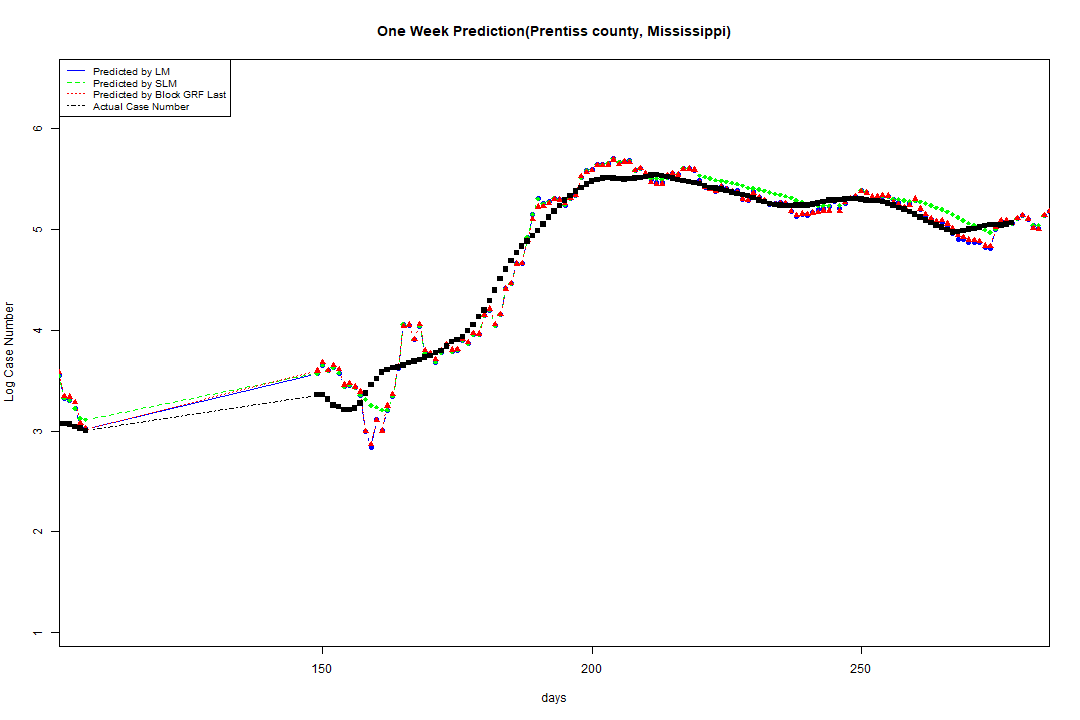 One Week Prediction(Prentiss county, Mississippi)
Predicted by LM
Predicted by SLM
Predicted by Block GRF Last
Actual Case Number
6
5
4
3
2
1
Log Case Number
150
200
250
days